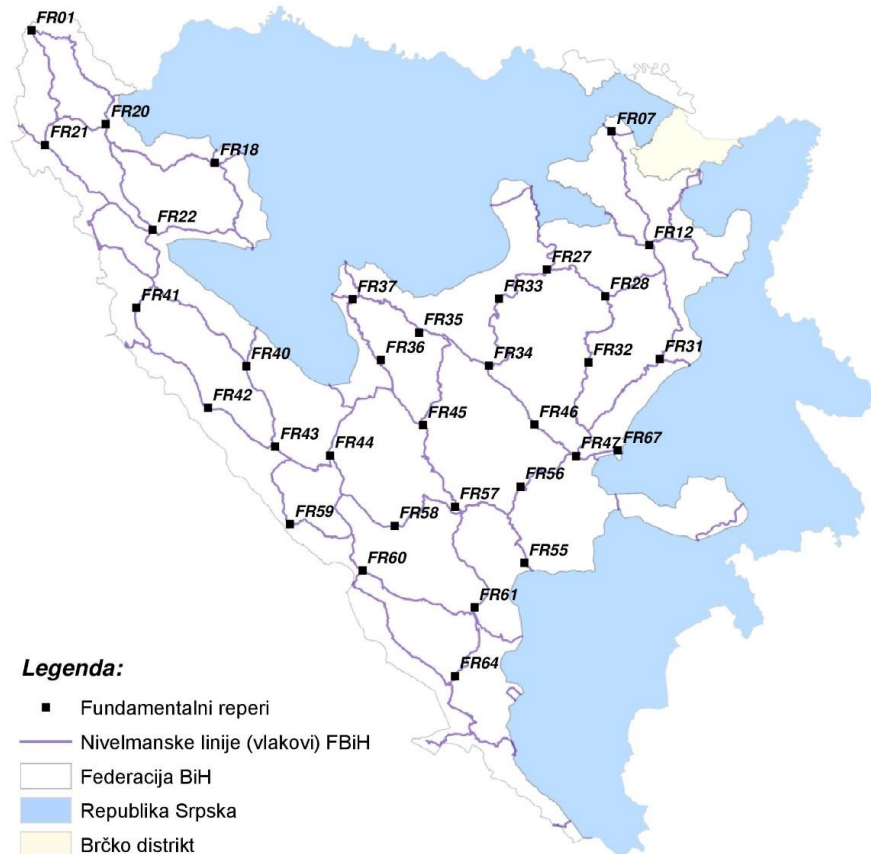 FR01
FR20
FR07
FR21
FR18
FR22
FR12
FR27
FR37
FR33
FR28
FR41
FR35
FR36
FR34
FR32
FR31
FR40
FR42
FR45
FR46
FR43
FR44
FR47
FR67
FR56
FR59
FR58
FR57
FR55
FR60
FR61
FR64
Legenda:
Fundamentalni reperi
Nivelmanske linije (vlakovi) FBiH
Federacija BiH
Republika Srpska
Brčko distrikt